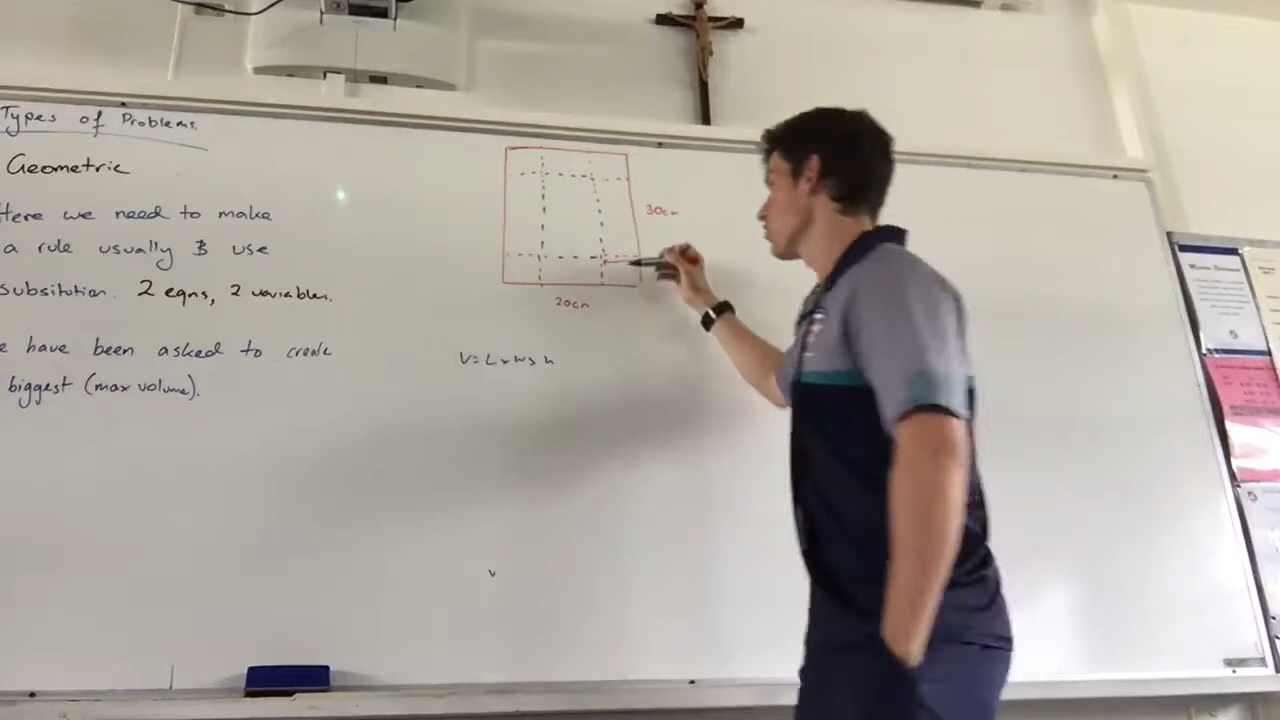 Types of Problems.
Geometric
Here we need to make
a rule usually & use
subsitution. 2 eqns, 2 variables.
e have been asked to create
biggest (max volume).
30cm
20cm
V = L x W x h
v